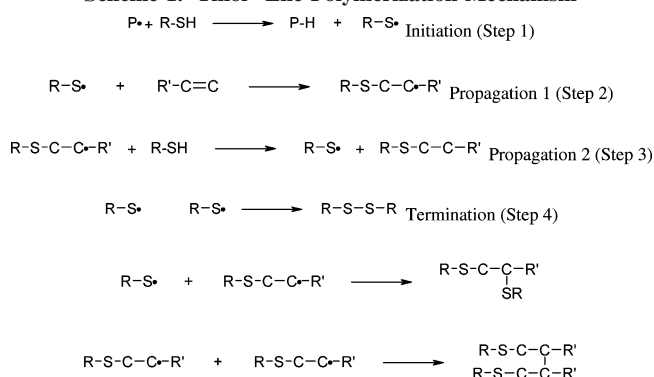 Scheme 1. Thiol−Ene Polymerization Mechanism
P•+ R-SH P-H + R-S• Initiation (Step 1)
R-S• + R'-C=C R-S-C-C•-R' Propagation 1 (Step 2)
R-S-C-C•-R' + R-SH R-S• + R-S-C-C-R' Propagation 2 (Step 3)
R-S• R-S• R-S-S-R Termination (Step 4)
R-S• + R-S-C-C•-R' R-S-C-C-R'
SR
R-S-C-C•-R' + R-S-C-C•-R' R-S-C-C-R'
R-S-C-C-R'